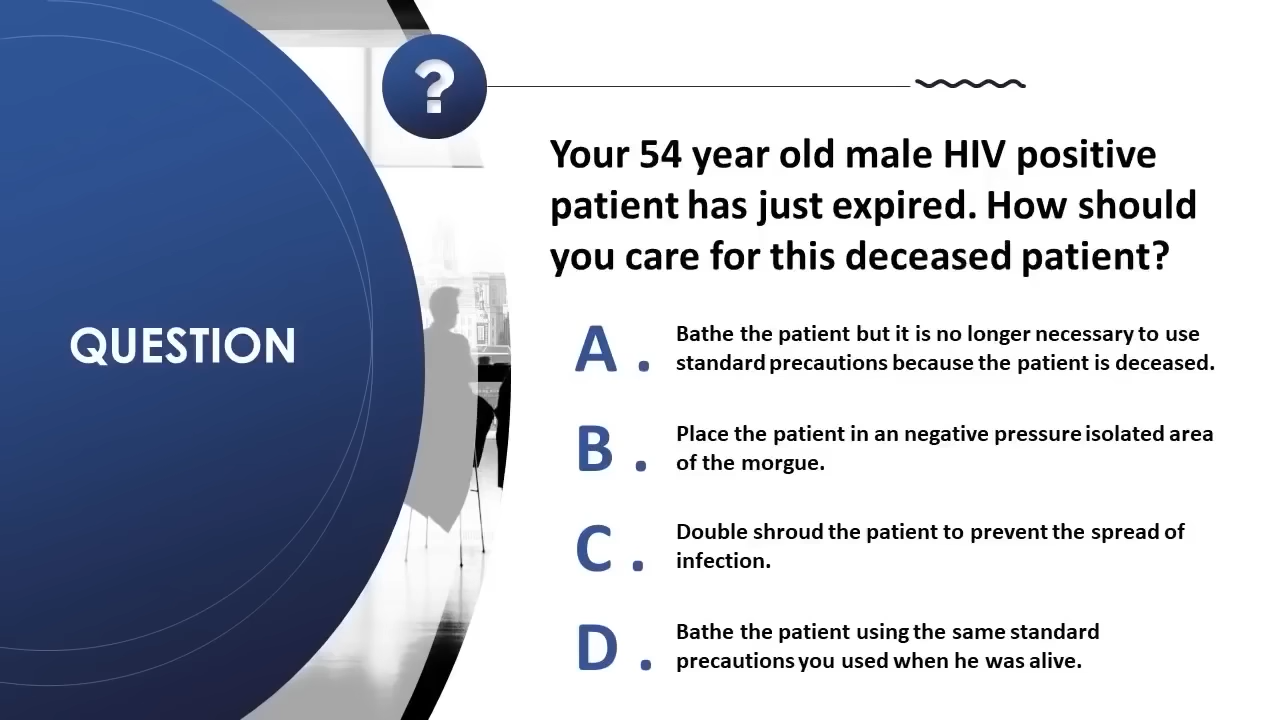 ?
QUESTION
Your 54 year old male HIV positive
patient has just expired. How should
you care for this deceased patient?
A .
Bathe the patient but it is no longer necessary to use
standard precautions because the patient is deceased.
B .
Place the patient in an negative pressure isolated area
of the morgue.
C .
Double shroud the patient to prevent the spread of
infection.
D .
Bathe the patient using the same standard
precautions you used when he was alive.